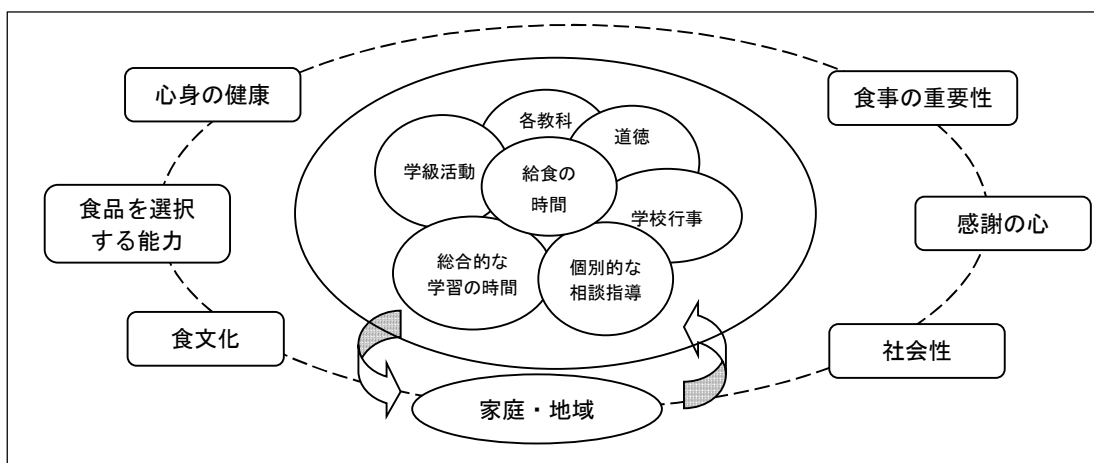 心身の健康
食事の重要性
各教科
道徳
学級活動
給食の
時間
食品を選択
する能力
学校行事
感謝の心
総合的な
学習の時間
個別的な
相談指導
食文化
社会性
家庭・地域